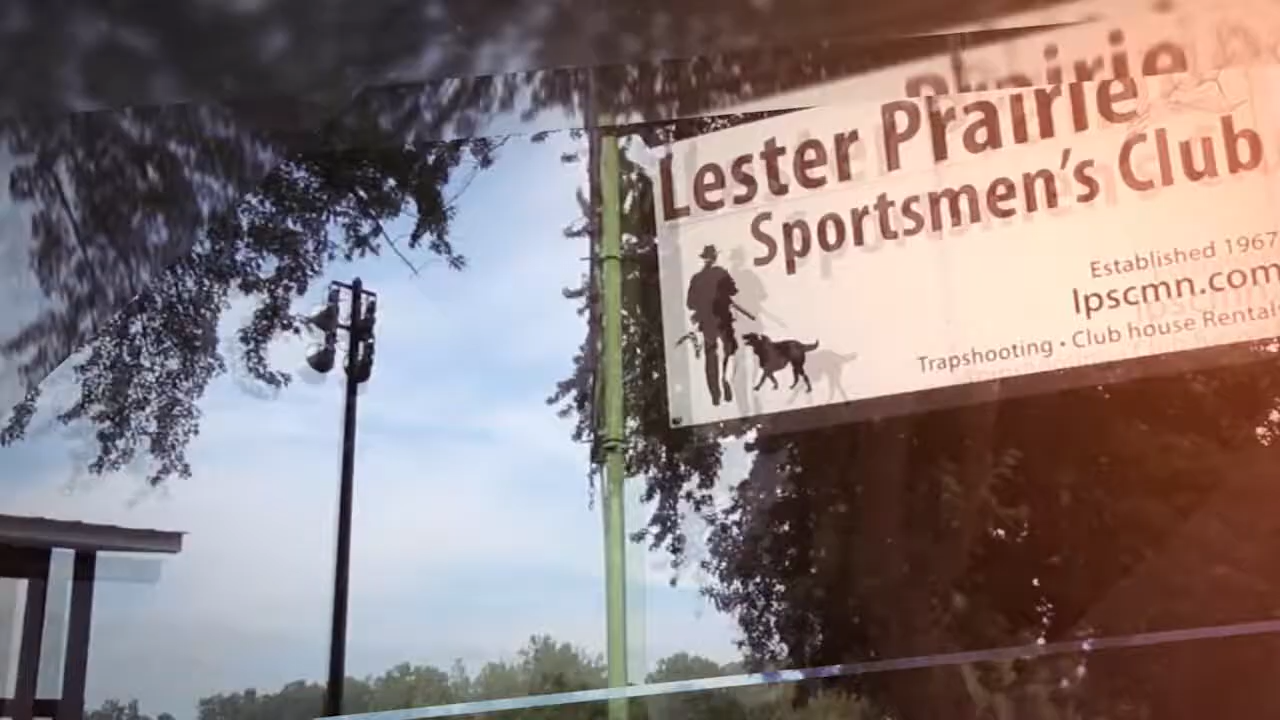 Lester Prairie
Sportsmen's Club
Established 1967
lpscmn.com
Trapshooting • Club house Rental